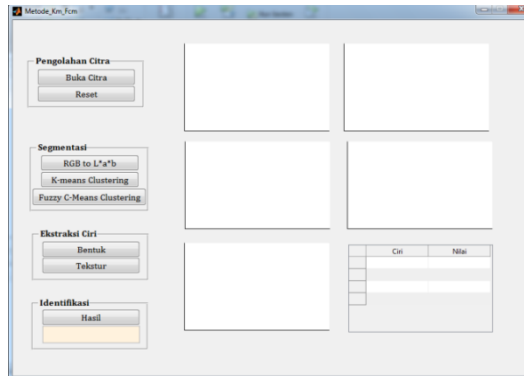 Metode_Km_Fcm
Pengolahan Citra
Buka Citra
Reset
Segmentasi
RGB to L*a*b
K-means Clustering
Fuzzy C-Means Clustering
Ekstraksi Ciri
Bentuk
Tekstur
Ciri Nilai
Identifikasi
Hasil